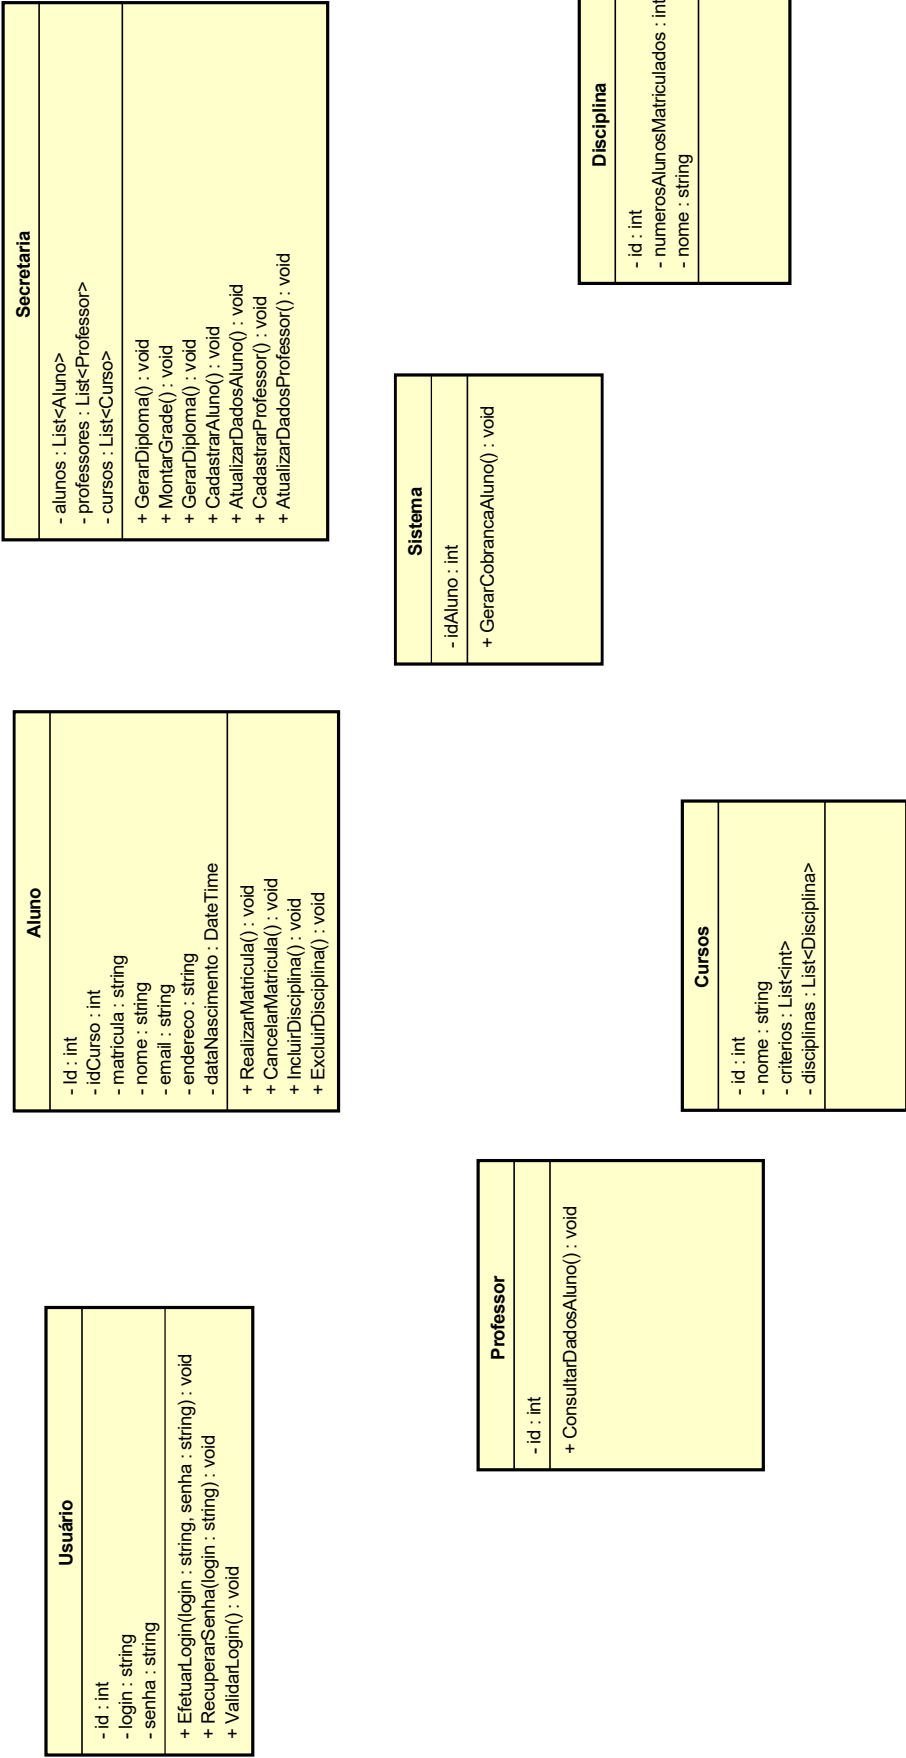 Usuário
- id : int
- login : string
- senha : string
+ EfetuarLogin(login : string, senha : string) : void
+ RecuperarSenha(login : string) : void
+ ValidarLogin() : void
Aluno
- Id : int
- idCurso : int
- matricula : string
- nome : string
- email : string
- endereco : string
- dataNascimento : DateTime
+ RealizarMatricula() : void
+ CancelarMatricula() : void
+ IncluirDisciplina() : void
+ ExcluirDisciplina() : void
Secretaria
- alunos : List<Aluno>
- professores : List<Professor>
- cursos : List<Curso>
+ GerarDiploma() : void
+ MontarGrade() : void
+ GerarDiploma() : void
+ CadastrarAluno() : void
+ AtualizarDadosAluno() : void
+ CadastrarProfessor() : void
+ AtualizarDadosProfessor() : void
Professor
- id : int
+ ConsultarDadosAluno() : void
Sistema
- idAluno : int
+ GerarCobrancaAluno() : void
Cursos
- id : int
- nome : string
- criterios : List<int>
- disciplinas : List<Disciplina>
Disciplina
- id : int
- numerosAlunosMatriculados : int
- nome : string